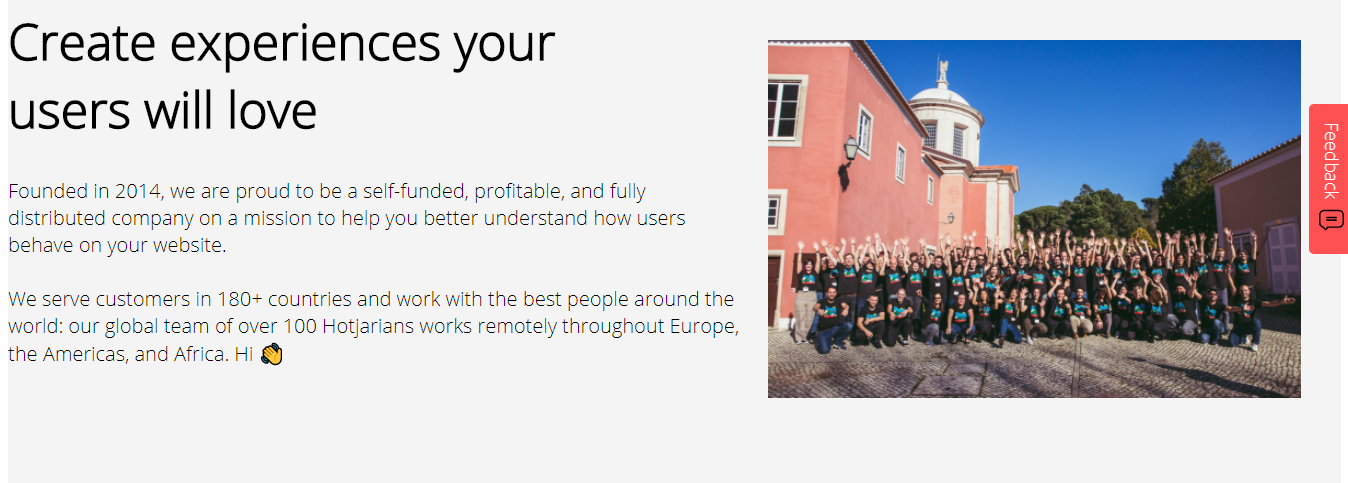 Create experiences your
users will love
Founded in 2014, we are proud to be a self-funded, profitable, and fully
distributed company on a mission to help you better understand how users
behave on your website.
We serve customers in 180+ countries and work with the best people around the
world: our global team of over 100 Hotjarians works remotely throughout Europe,
the Americas, and Africa. Hi 👋
Feedback